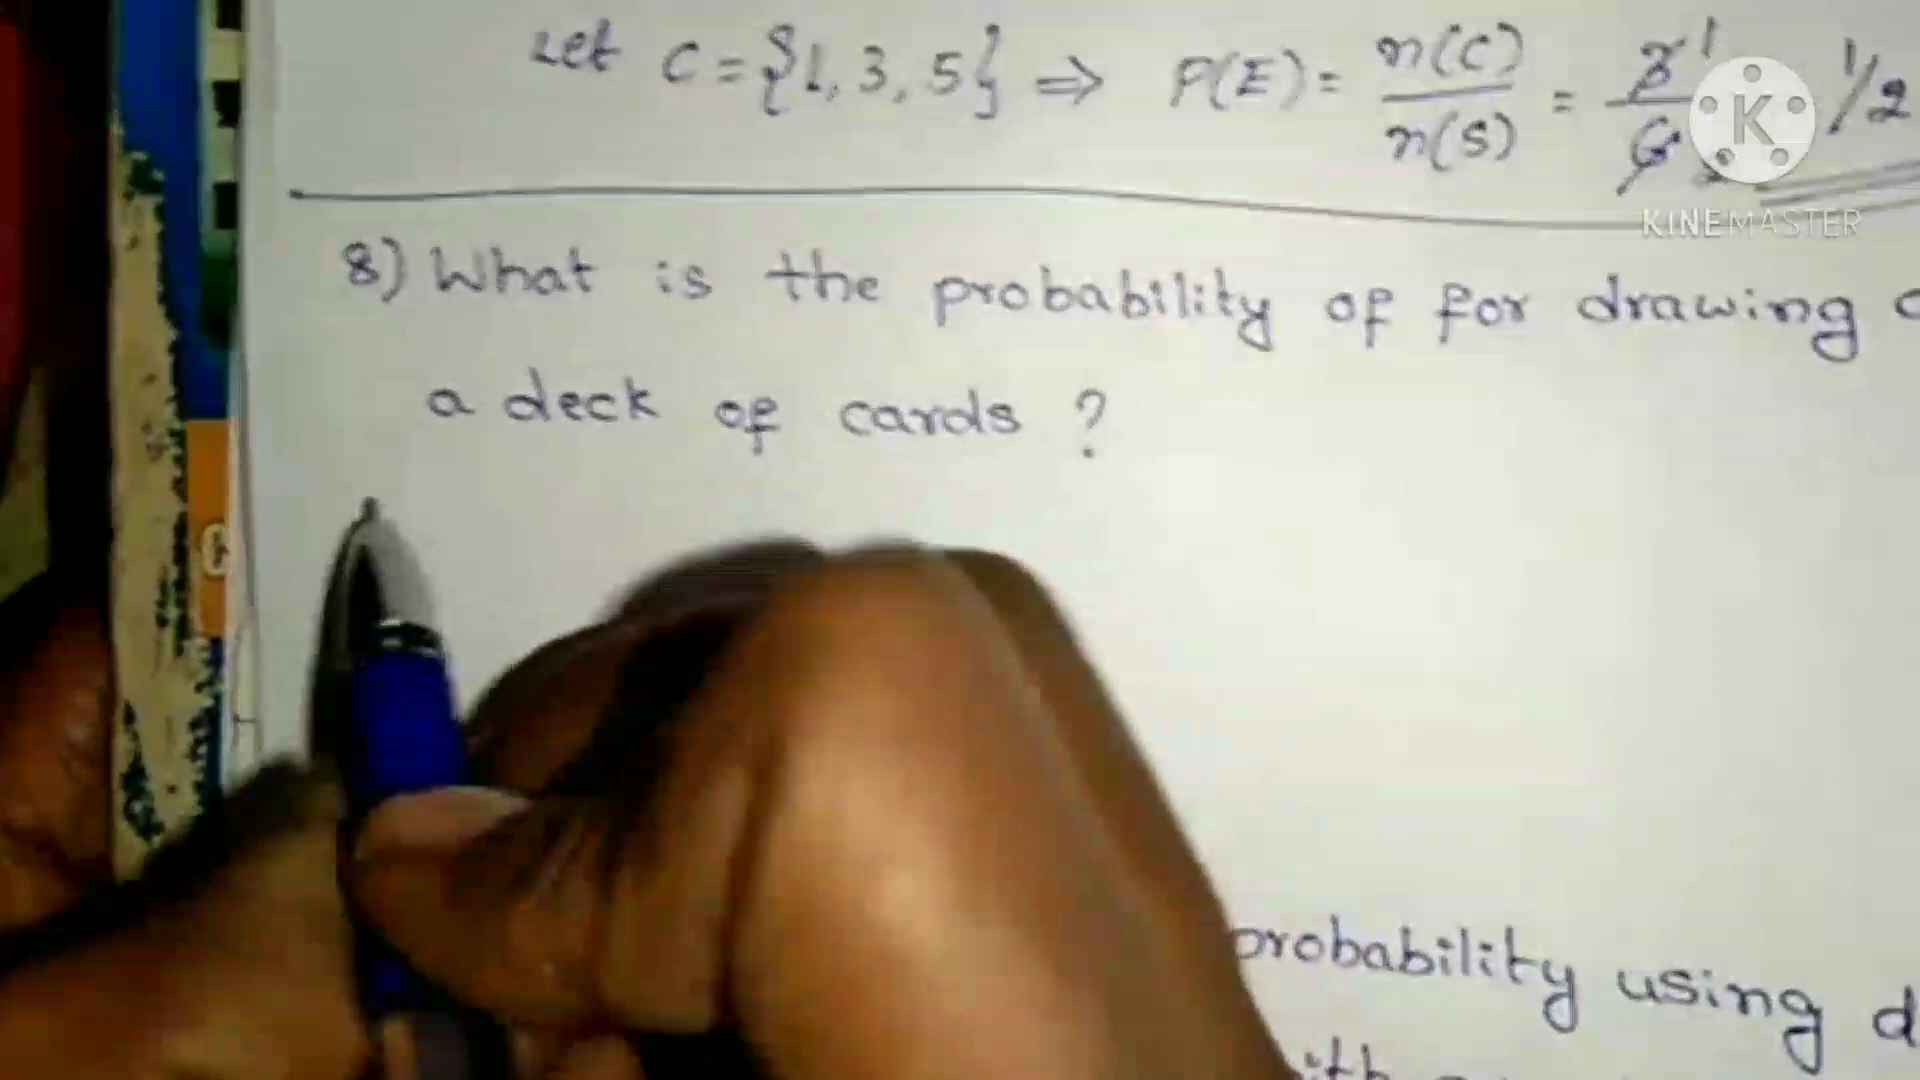 Let C = {1, 3, 5} ⇒ P(E) = n(C)/n(S) = 3 1/6 1/2
K
KINEMASTER
8) What is the probability of for drawing
a deck of cards ?
probability using